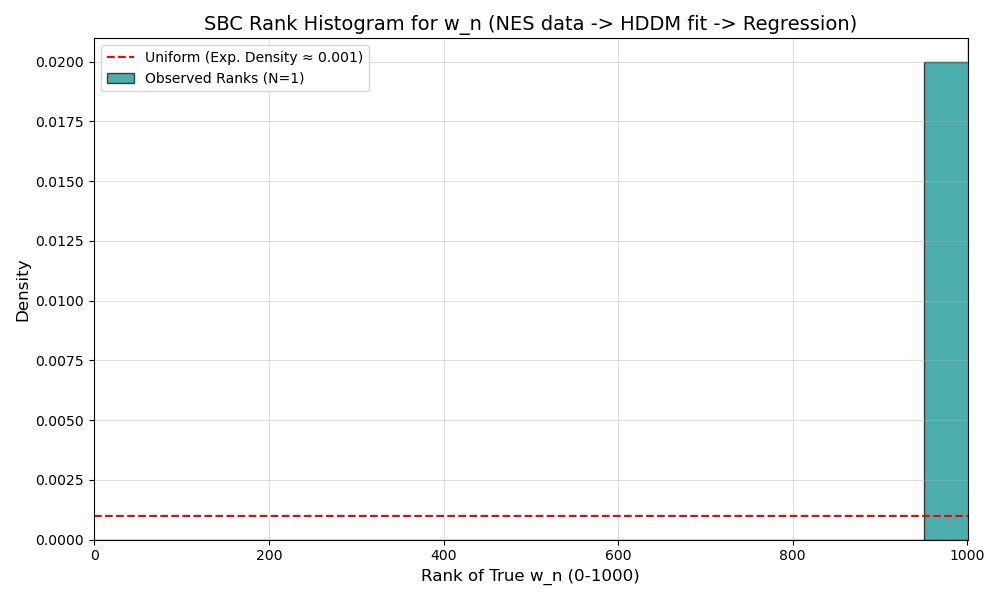 SBC Rank Histogram for w_n (NES data -> HDDM fit -> Regression)
Uniform (Exp. Density ≈ 0.001)
Observed Ranks (N=1)
0.0200
0.0175
0.0150
0.0125
0.0100
0.0075
0.0050
0.0025
0.0000
Density
0 200 400 600 800 1000
Rank of True w_n (0-1000)